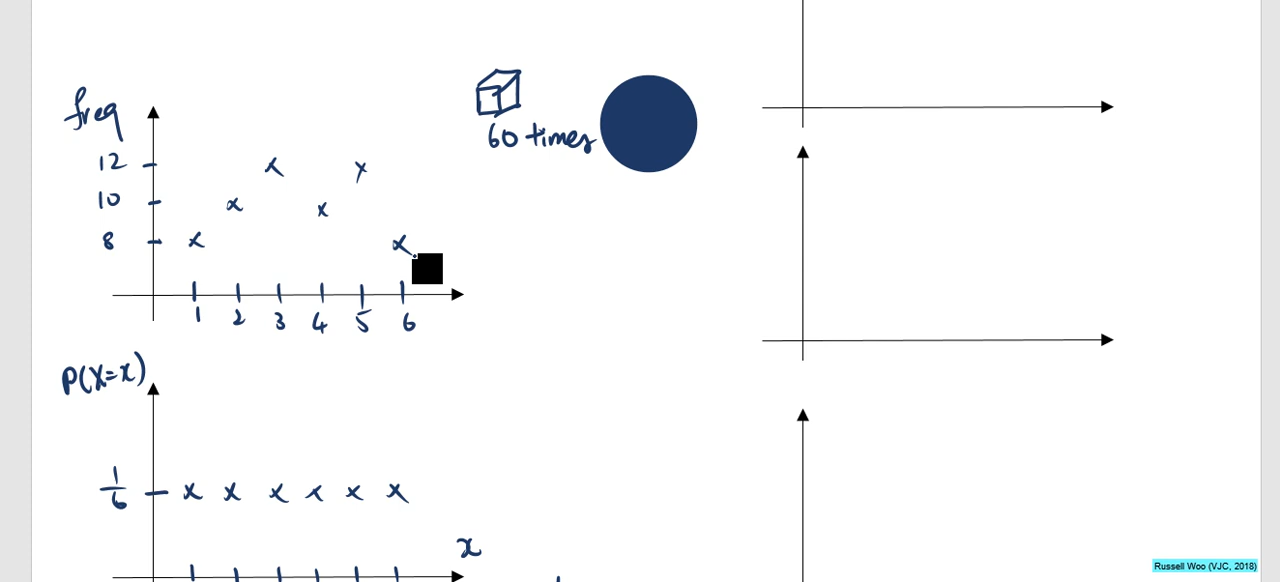 freq
60 times
12
10
8
1 2 3 4 5 6
P(X=x)
1/6
x
Russell Woo (VJC, 2018)